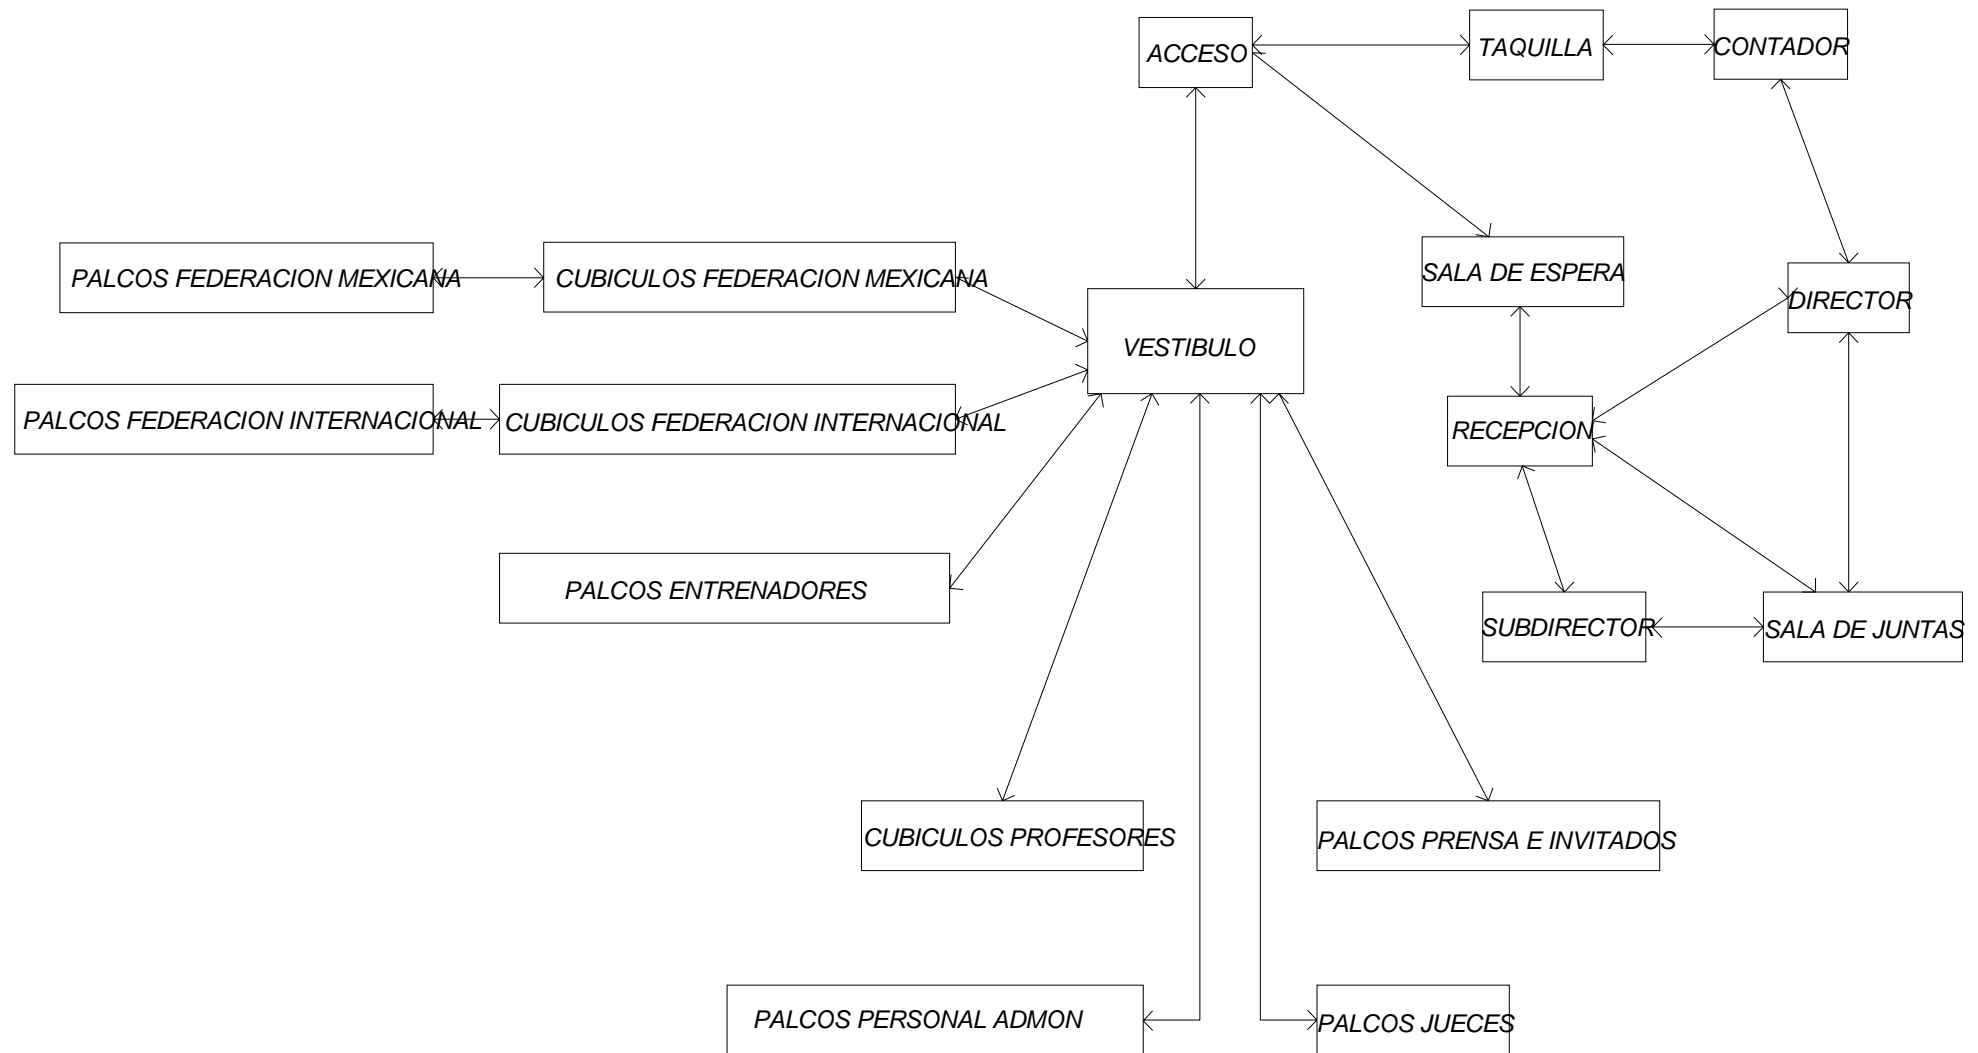 ACCESO
TAQUILLA
CONTADOR
PALCOS FEDERACION MEXICANA
CUBICULOS FEDERACION MEXICANA
SALA DE ESPERA
DIRECTOR
VESTIBULO
PALCOS FEDERACION INTERNACIONAL
CUBICULOS FEDERACION INTERNACIONAL
RECEPCION
PALCOS ENTRENADORES
SUBDIRECTOR
SALA DE JUNTAS
CUBICULOS PROFESORES
PALCOS PRENSA E INVITADOS
PALCOS PERSONAL ADMON
PALCOS JUECES